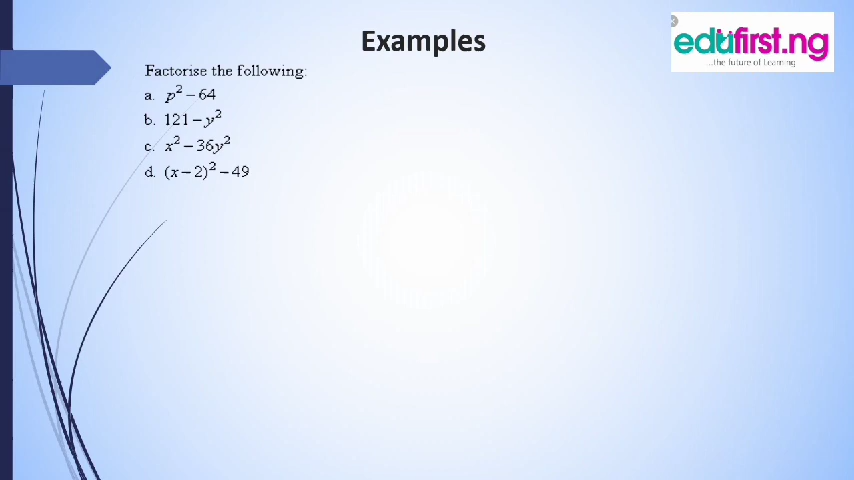 Examples
edufirst.ng
...the future of Learning
Factorise the following:
a. p² – 64
b. 121 – y²
c. x² – 36y²
d. (x – 2)² – 49